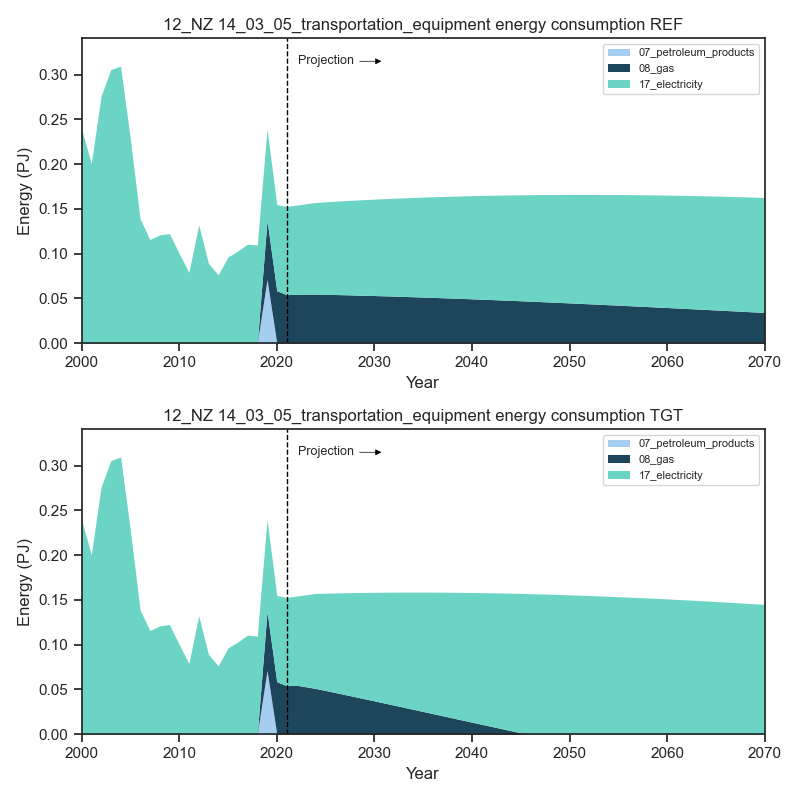 12_NZ 14_03_05_transportation_equipment energy consumption REF
Projection
07_petroleum_products
08_gas
17_electricity
0.30
0.25
0.20
0.15
0.10
0.05
0.00
Energy (PJ)
2000 2010 2020 2030 2040 2050 2060 2070
Year
12_NZ 14_03_05_transportation_equipment energy consumption TGT
Projection
07_petroleum_products
08_gas
17_electricity
0.30
0.25
0.20
0.15
0.10
0.05
0.00
Energy (PJ)
2000 2010 2020 2030 2040 2050 2060 2070
Year